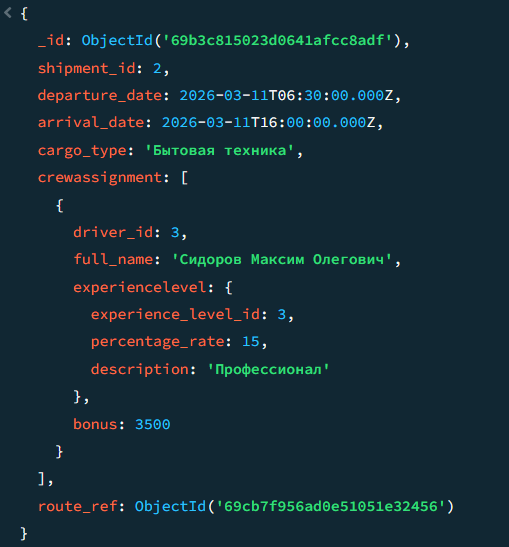 {
_id: ObjectId('69b3c815023d0641afcc8adf'),
shipment_id: 2,
departure_date: 2026-03-11T06:30:00.000Z,
arrival_date: 2026-03-11T16:00:00.000Z,
cargo_type: 'Бытовая техника',
crewassignment: [
{
driver_id: 3,
full_name: 'Сидоров Максим Олегович',
experiencelevel: {
experience_level_id: 3,
percentage_rate: 15,
description: 'Профессионал'
},
bonus: 3500
}
],
route_ref: ObjectId('69cb7f956ad0e51051e32456')
}